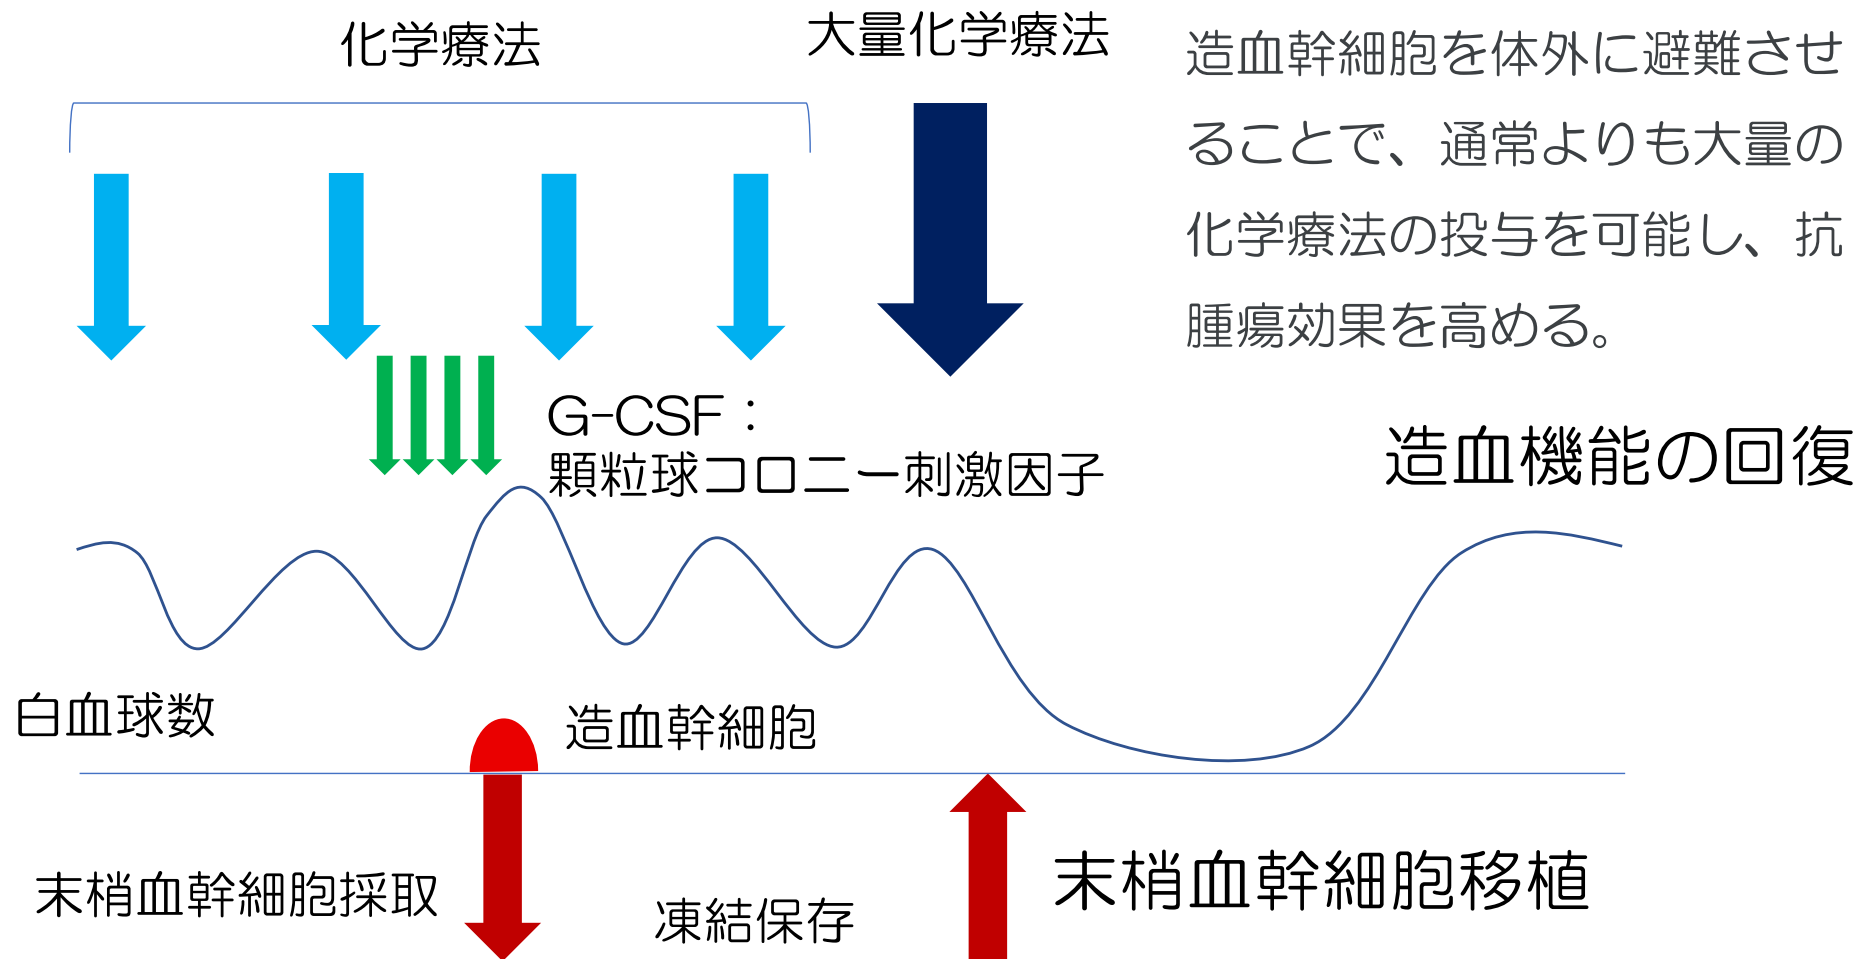 化学療法
大量化学療法
造血幹細胞を体外に避難させ
ることで、通常よりも大量の
化学療法の投与を可能し、抗
腫瘍効果を高める。
G-CSF：
顆粒球コロニー刺激因子
造血機能の回復
白血球数
造血幹細胞
末梢血幹細胞採取
凍結保存
末梢血幹細胞移植